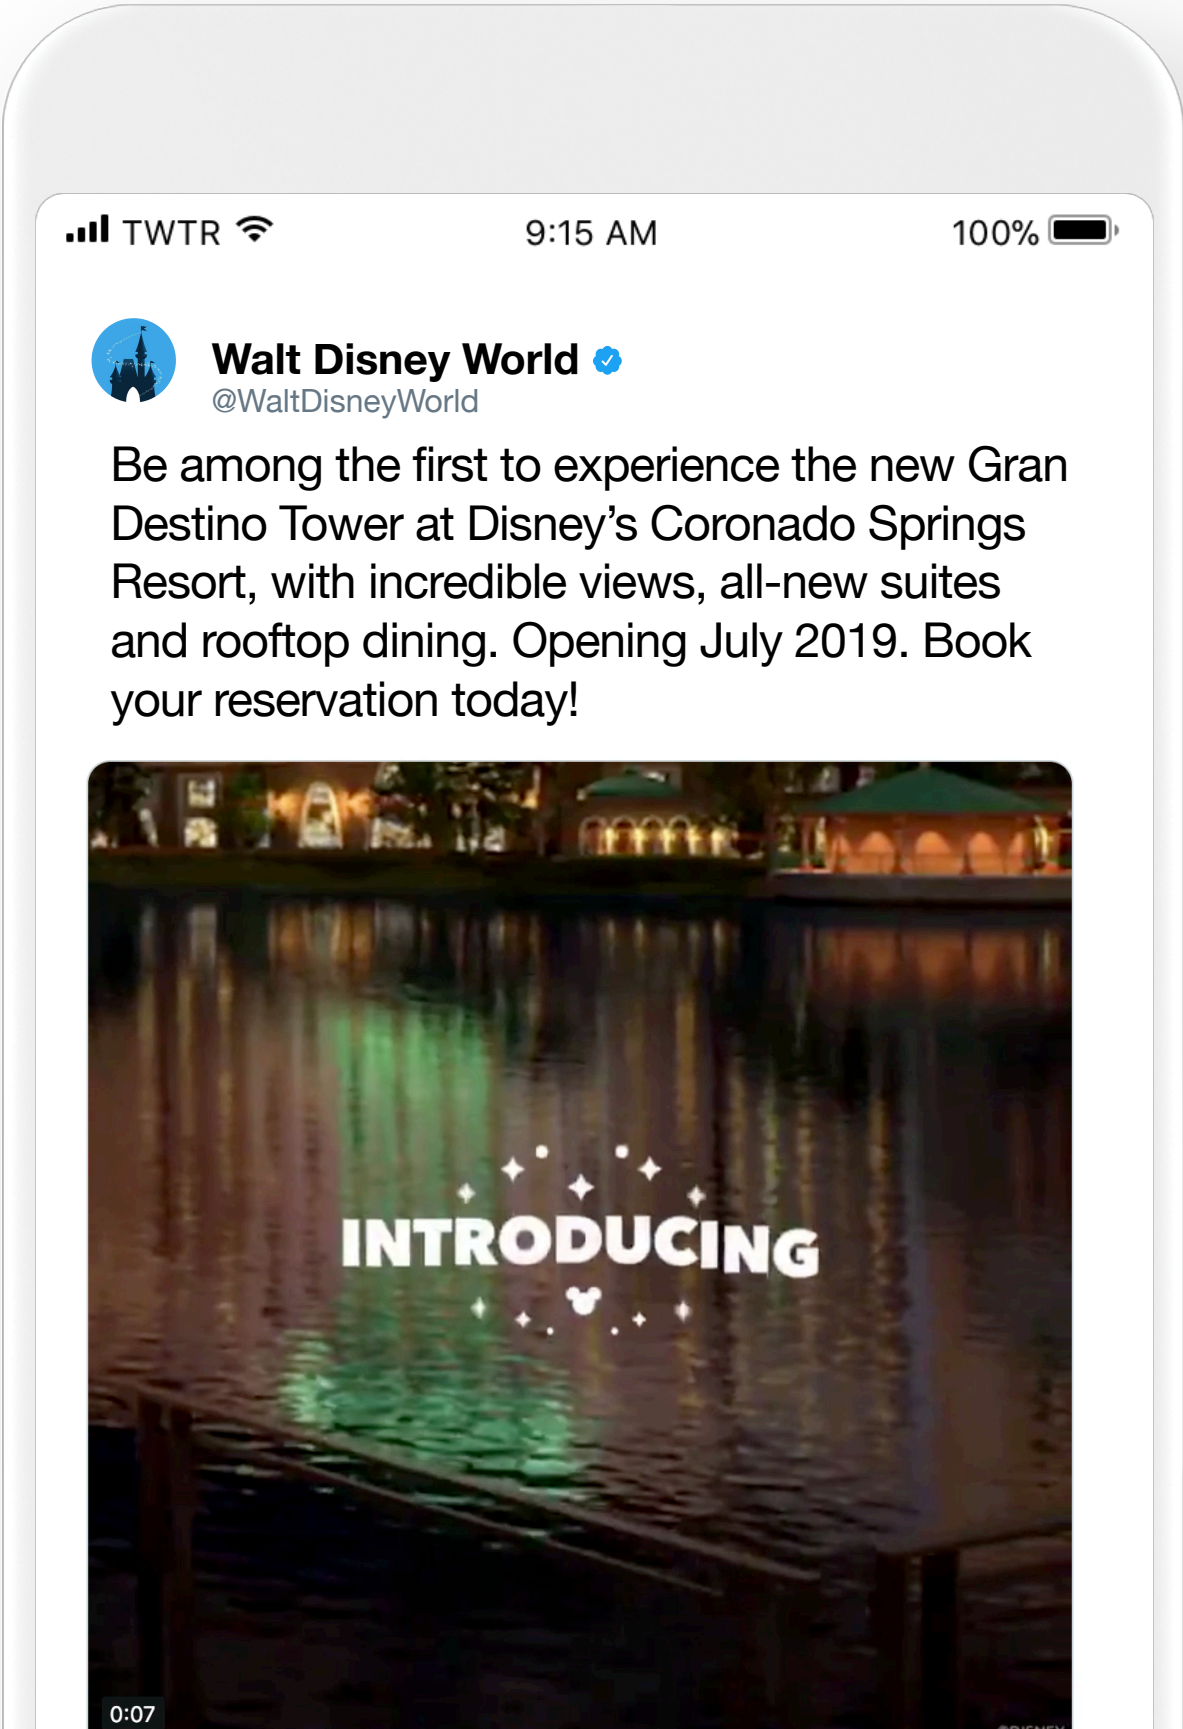 TWTR 9:15 AM 100%
Walt Disney World
@WaltDisneyWorld
Be among the first to experience the new Gran
Destino Tower at Disney’s Coronado Springs
Resort, with incredible views, all-new suites
and rooftop dining. Opening July 2019. Book
your reservation today!
INTRODUCING
0:07
©DISNEY